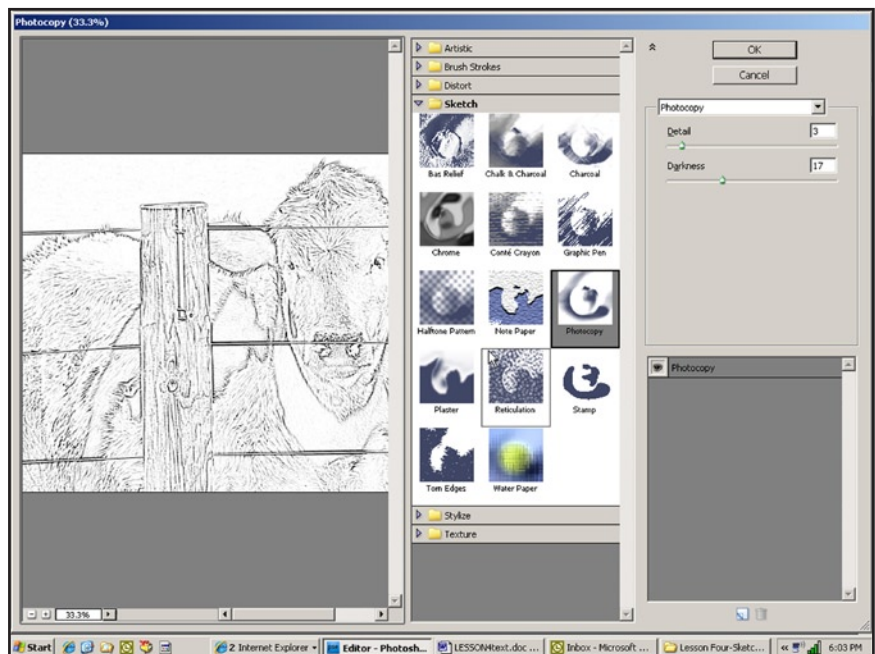 Photocopy (33.3%)
Artistic
Brush Strokes
Distort
Sketch
Bas Relief
Chalk & Charcoal
Charcoal
Chrome
Conté Crayon
Graphic Pen
Halftone Pattern
Note Paper
Photocopy
Plaster
Reticulation
Stamp
Torn Edges
Water Paper
Stylize
Texture
OK
Cancel
Photocopy
Detail 3
Darkness 17
Photocopy
33.3%
Start
2 Internet Explorer
Editor - Photosh...
LESSON4text.doc ...
Inbox - Microsoft ...
Lesson Four-Sketc...
6:03 PM